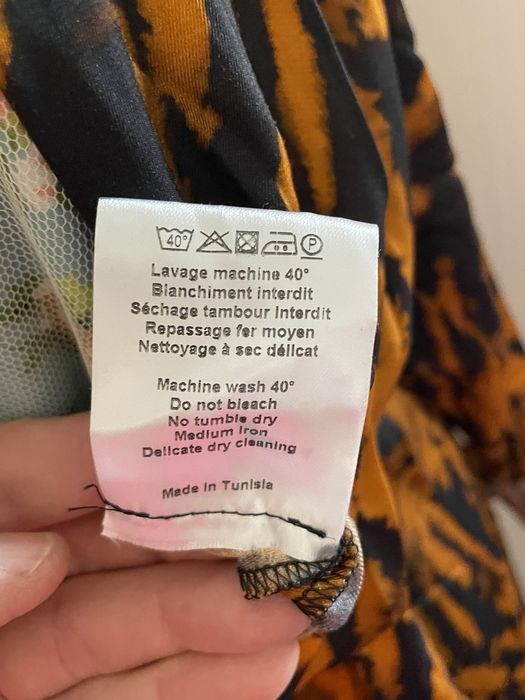 40°
P
Lavage machine 40°
Blanchiment interdit
Séchage tambour interdit
Repassage fer moyen
Nettoyage à sec délicat
Machine wash 40°
Do not bleach
No tumble dry
Medium Iron
Delicate dry cleaning
Made in Tunisia